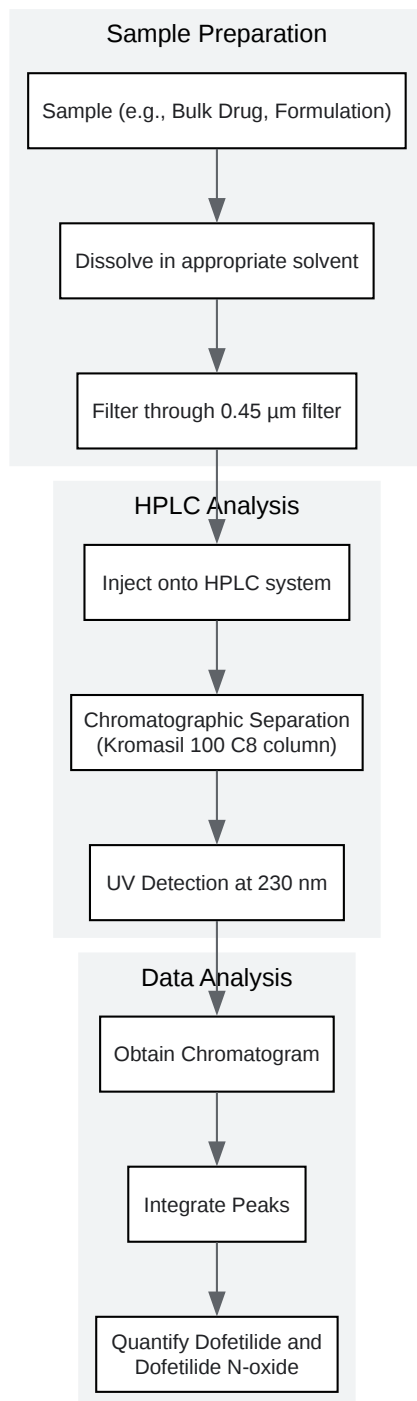 Sample Preparation
Sample (e.g., Bulk Drug, Formulation)
Dissolve in appropriate solvent
Filter through 0.45 µm filter
HPLC Analysis
Inject onto HPLC system
Chromatographic Separation
(Kromasil 100 C8 column)
UV Detection at 230 nm
Data Analysis
Obtain Chromatogram
Integrate Peaks
Quantify Dofetilide and
Dofetilide N-oxide